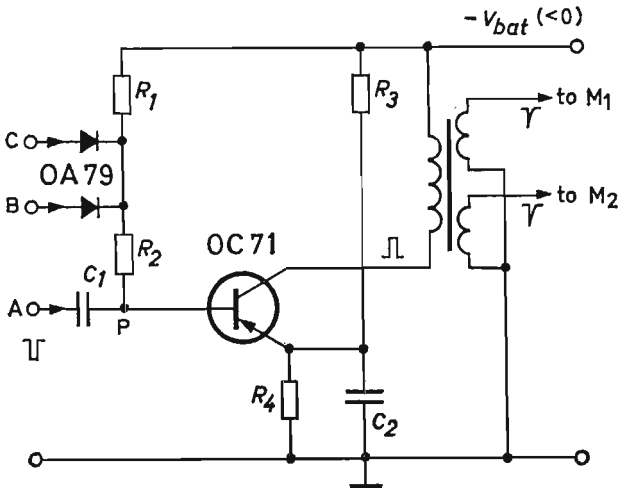 -V_bat (<0)
R1
R3
to M1
C
OA79
B
to M2
R2
OC71
C1
A
P
R4
C2